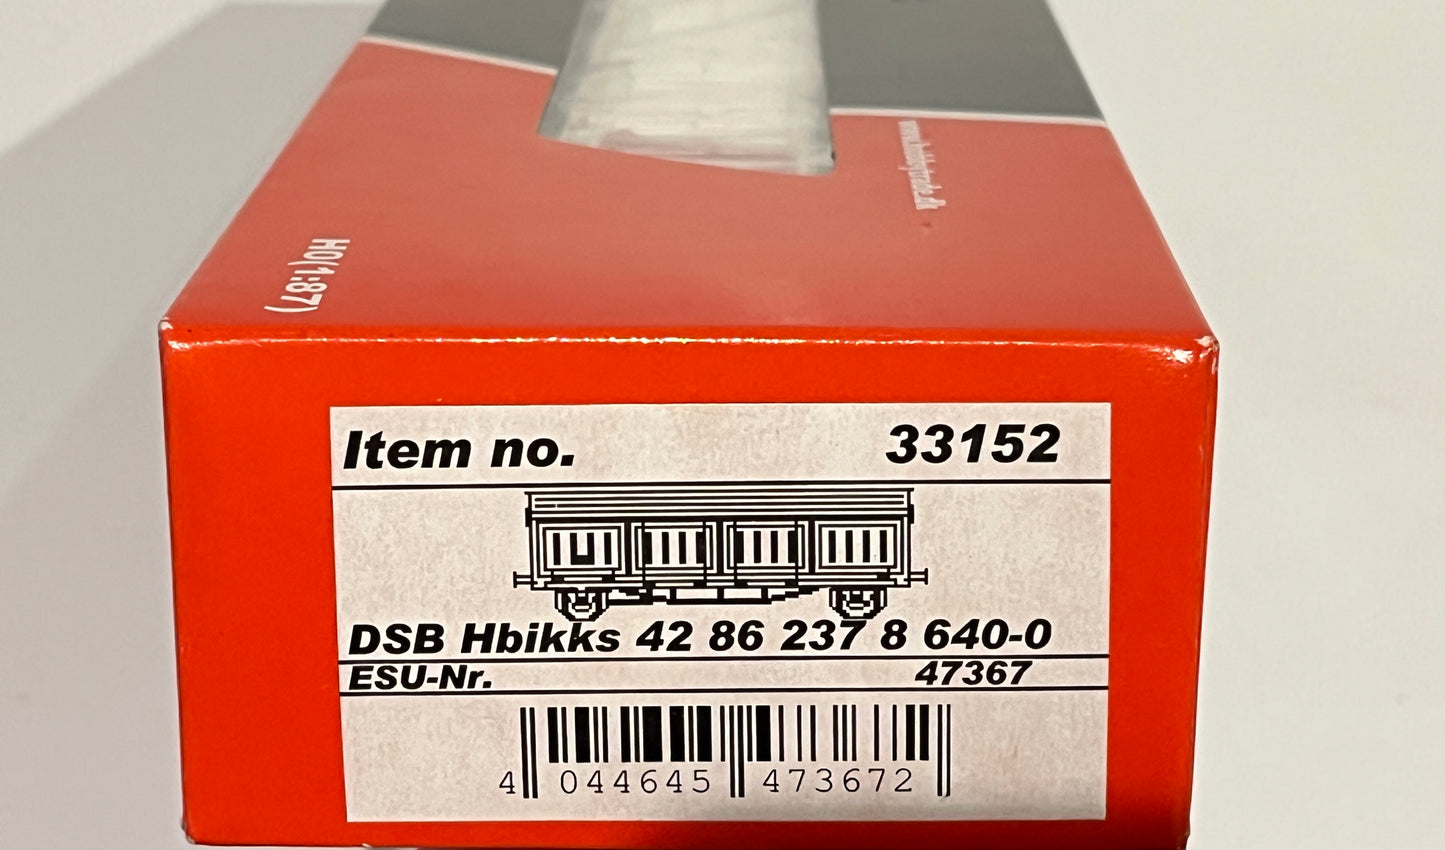 H0(1:87)
Item no. 33152
DSB Hbikks 42 86 237 8 640-0
ESU-Nr. 47367
4 044645 473672